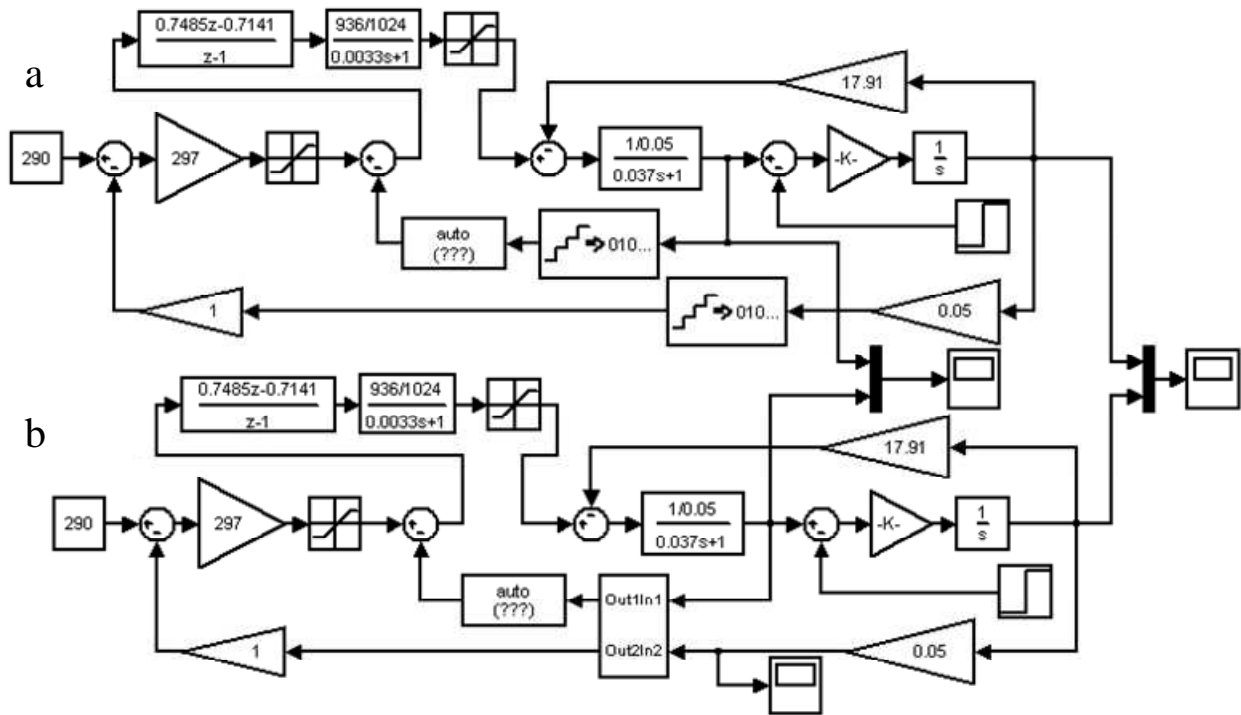 0.7485z-0.7141
z-1
936/1024
0.0033s+1
a
17.91
290
297
1/0.05
0.037s+1
-K-
1
s
auto
(???)
010...
1
010...
0.05
0.7485z-0.7141
z-1
936/1024
0.0033s+1
b
17.91
290
297
1/0.05
0.037s+1
-K-
1
s
auto
(???)
Out1In1
1
Out2In2
0.05